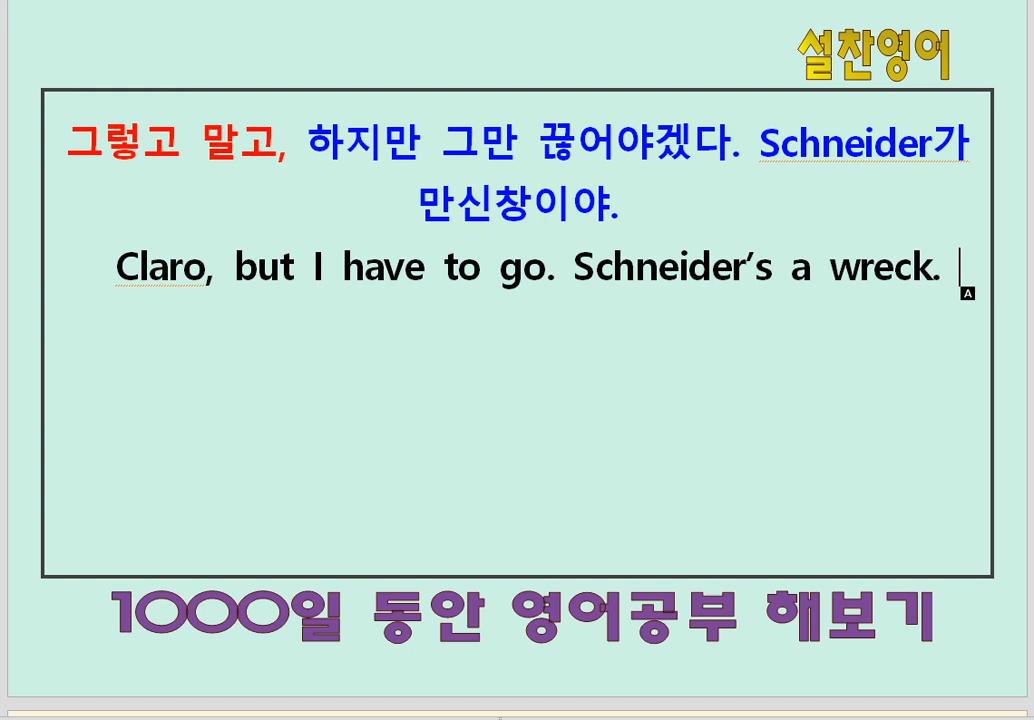 설찬영어
그렇고 말고, 하지만 그만 끊어야겠다. Schneider가
만신창이야.
Claro, but I have to go. Schneider’s a wreck.
A
1000일 동안 영어공부 해보기